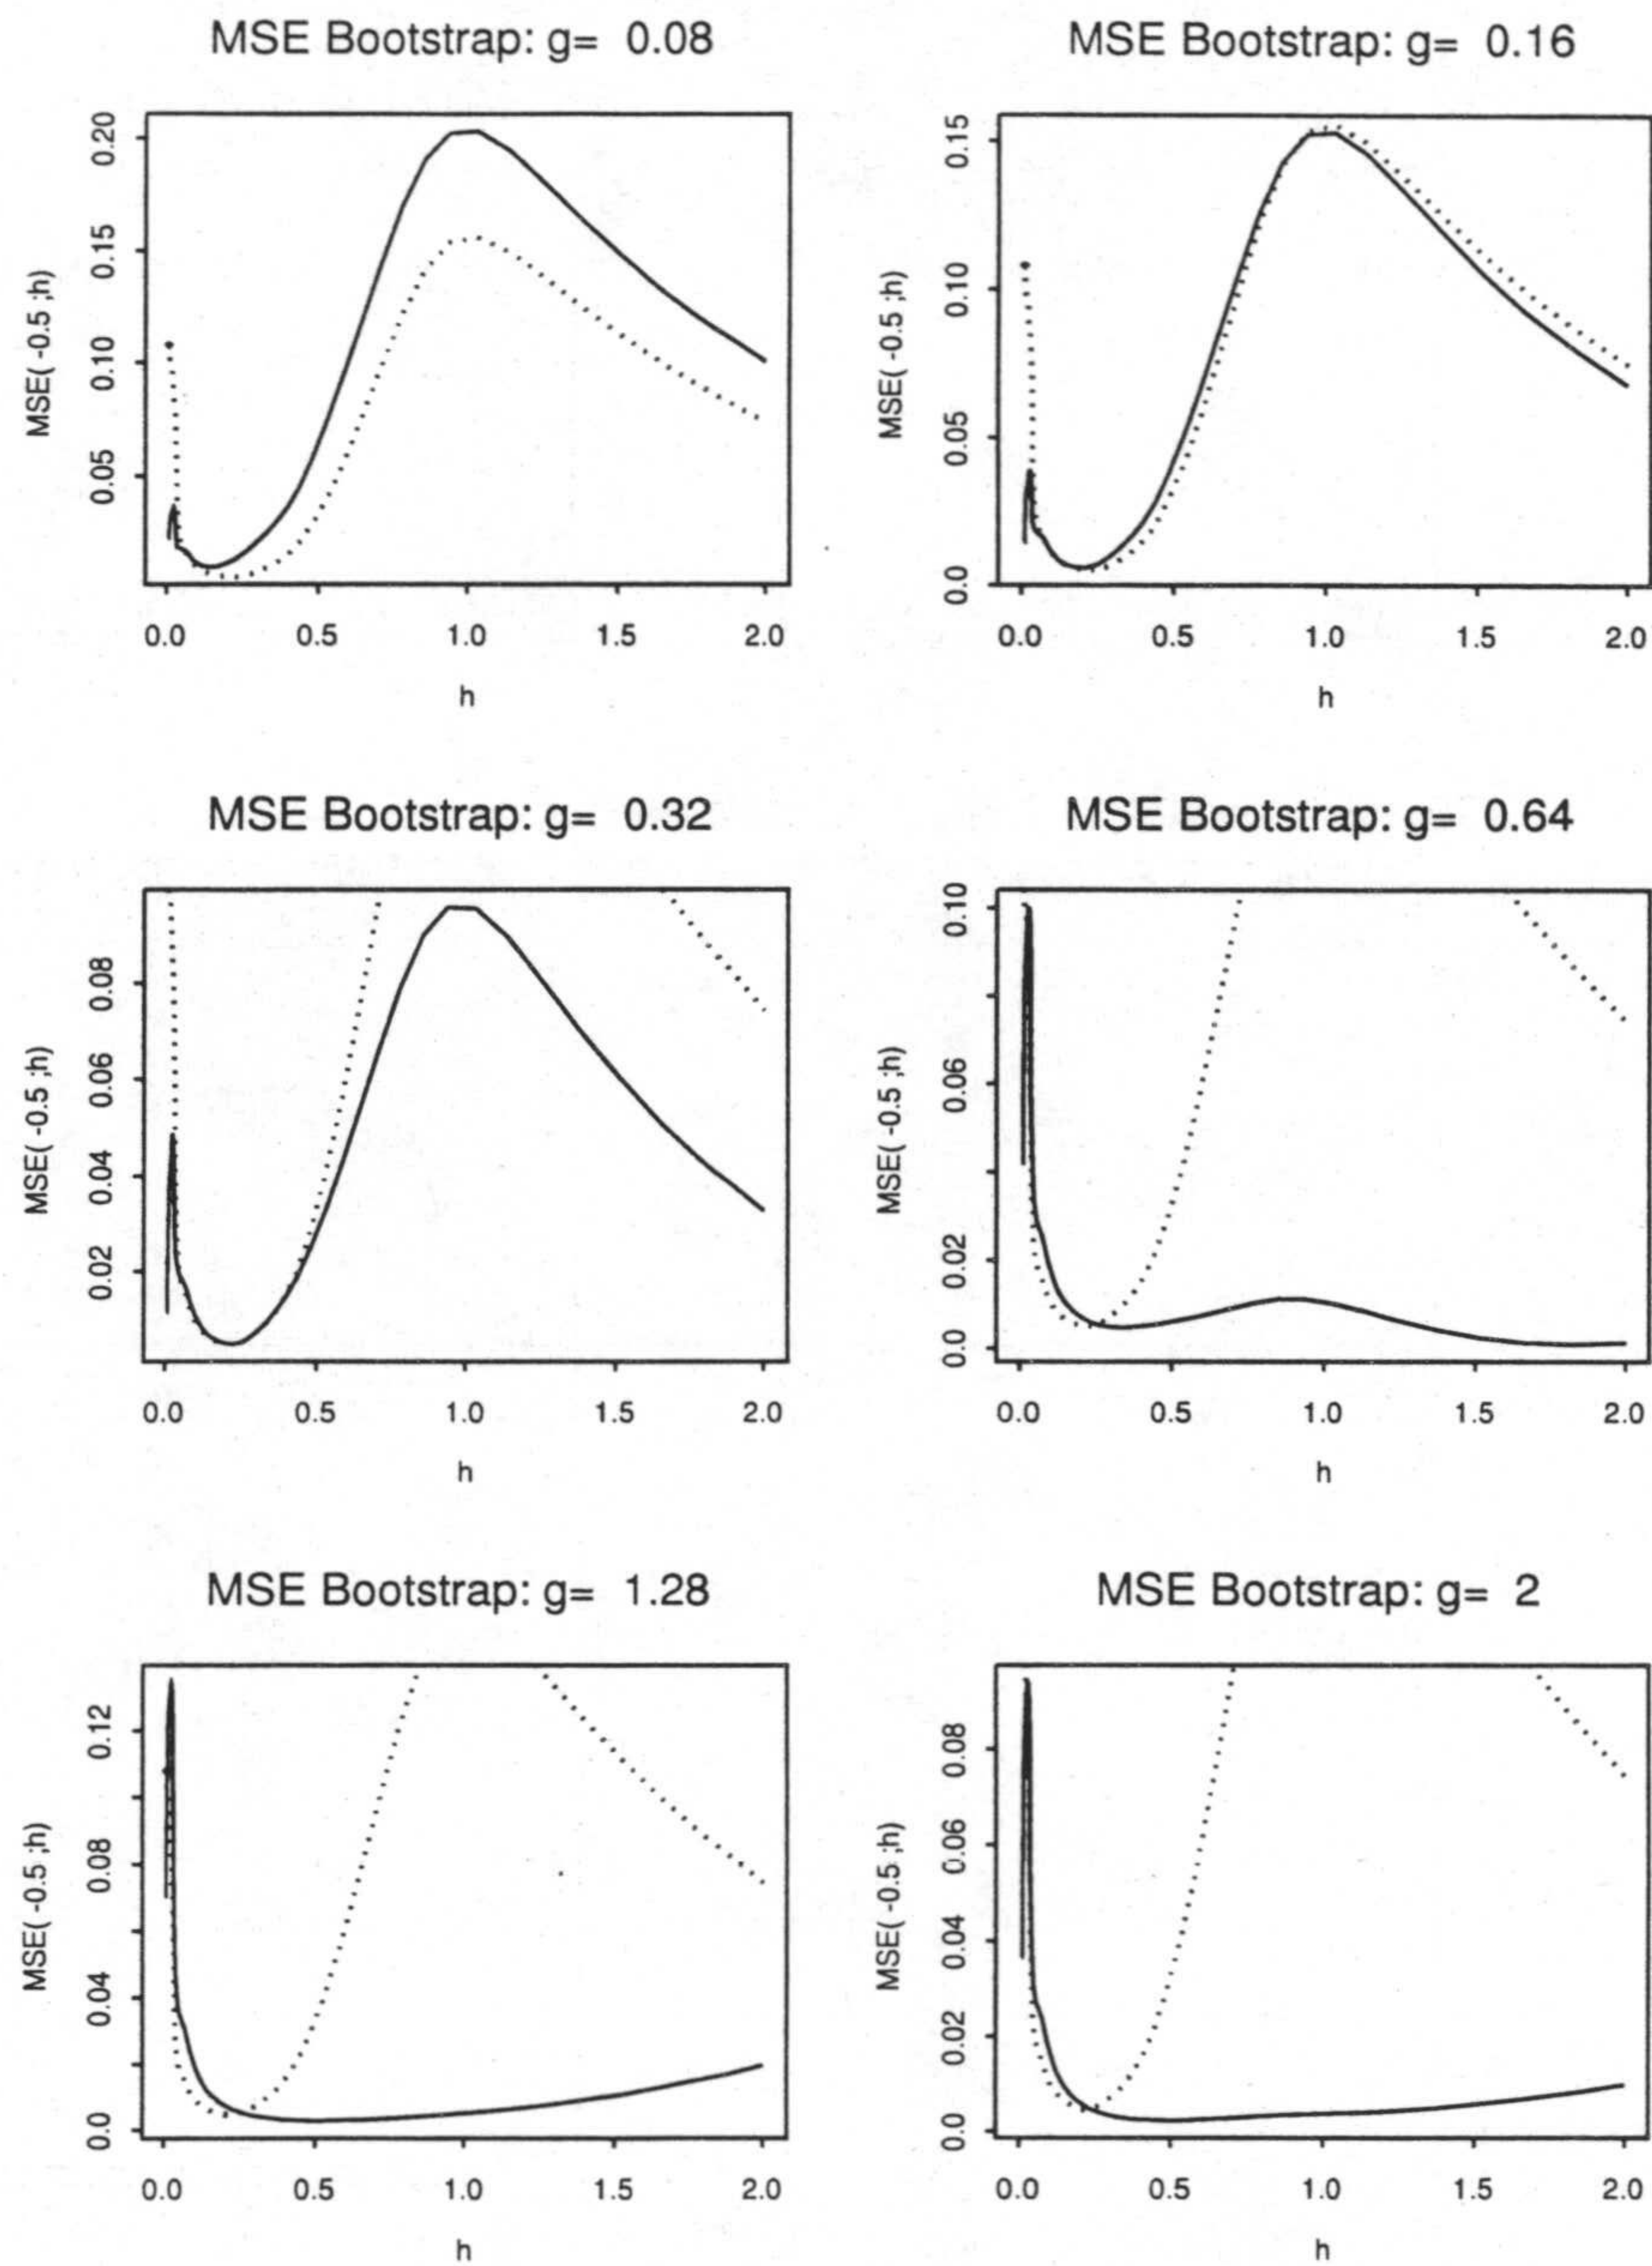 MSE Bootstrap: g= 0.08
MSE( -0.5 ;h)
0.20
0.15
0.10
0.05
0.0 0.5 1.0 1.5 2.0
h
MSE Bootstrap: g= 0.16
MSE( -0.5 ;h)
0.15
0.10
0.05
0.0
0.0 0.5 1.0 1.5 2.0
h
MSE Bootstrap: g= 0.32
MSE( -0.5 ;h)
0.08
0.06
0.04
0.02
0.0 0.5 1.0 1.5 2.0
h
MSE Bootstrap: g= 0.64
MSE( -0.5 ;h)
0.10
0.06
0.02
0.0
0.0 0.5 1.0 1.5 2.0
h
MSE Bootstrap: g= 1.28
MSE( -0.5 ;h)
0.12
0.08
0.04
0.0
0.0 0.5 1.0 1.5 2.0
h
MSE Bootstrap: g= 2
MSE( -0.5 ;h)
0.08
0.06
0.04
0.02
0.0
0.0 0.5 1.0 1.5 2.0
h